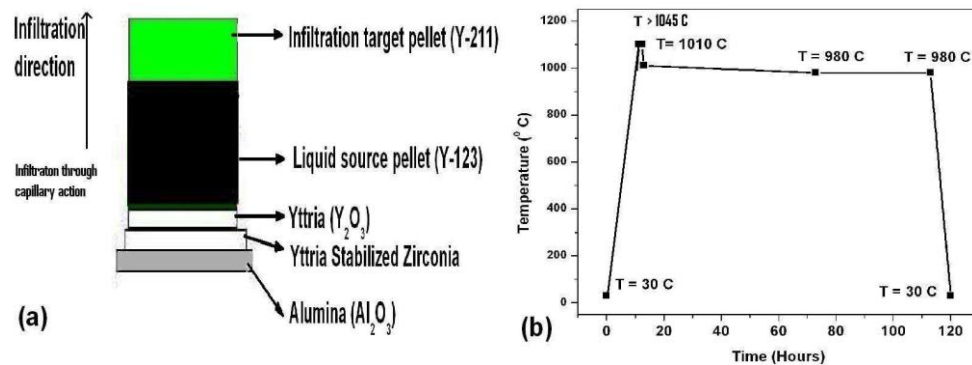 Infiltration
direction
Infiltraton through
capillary action
Infiltration target pellet (Y-211)
Liquid source pellet (Y-123)
Yttria (Y₂O₃)
Yttria Stabilized Zirconia
Alumina (Al₂O₃)
(a)
T >1045 C
T= 1010 C
T = 980 C
T = 980 C
T = 30 C
T = 30 C
1200
1000
800
600
400
200
0
Temperature (⁰ C)
0 20 40 60 80 100 120
Time (Hours)
(b)